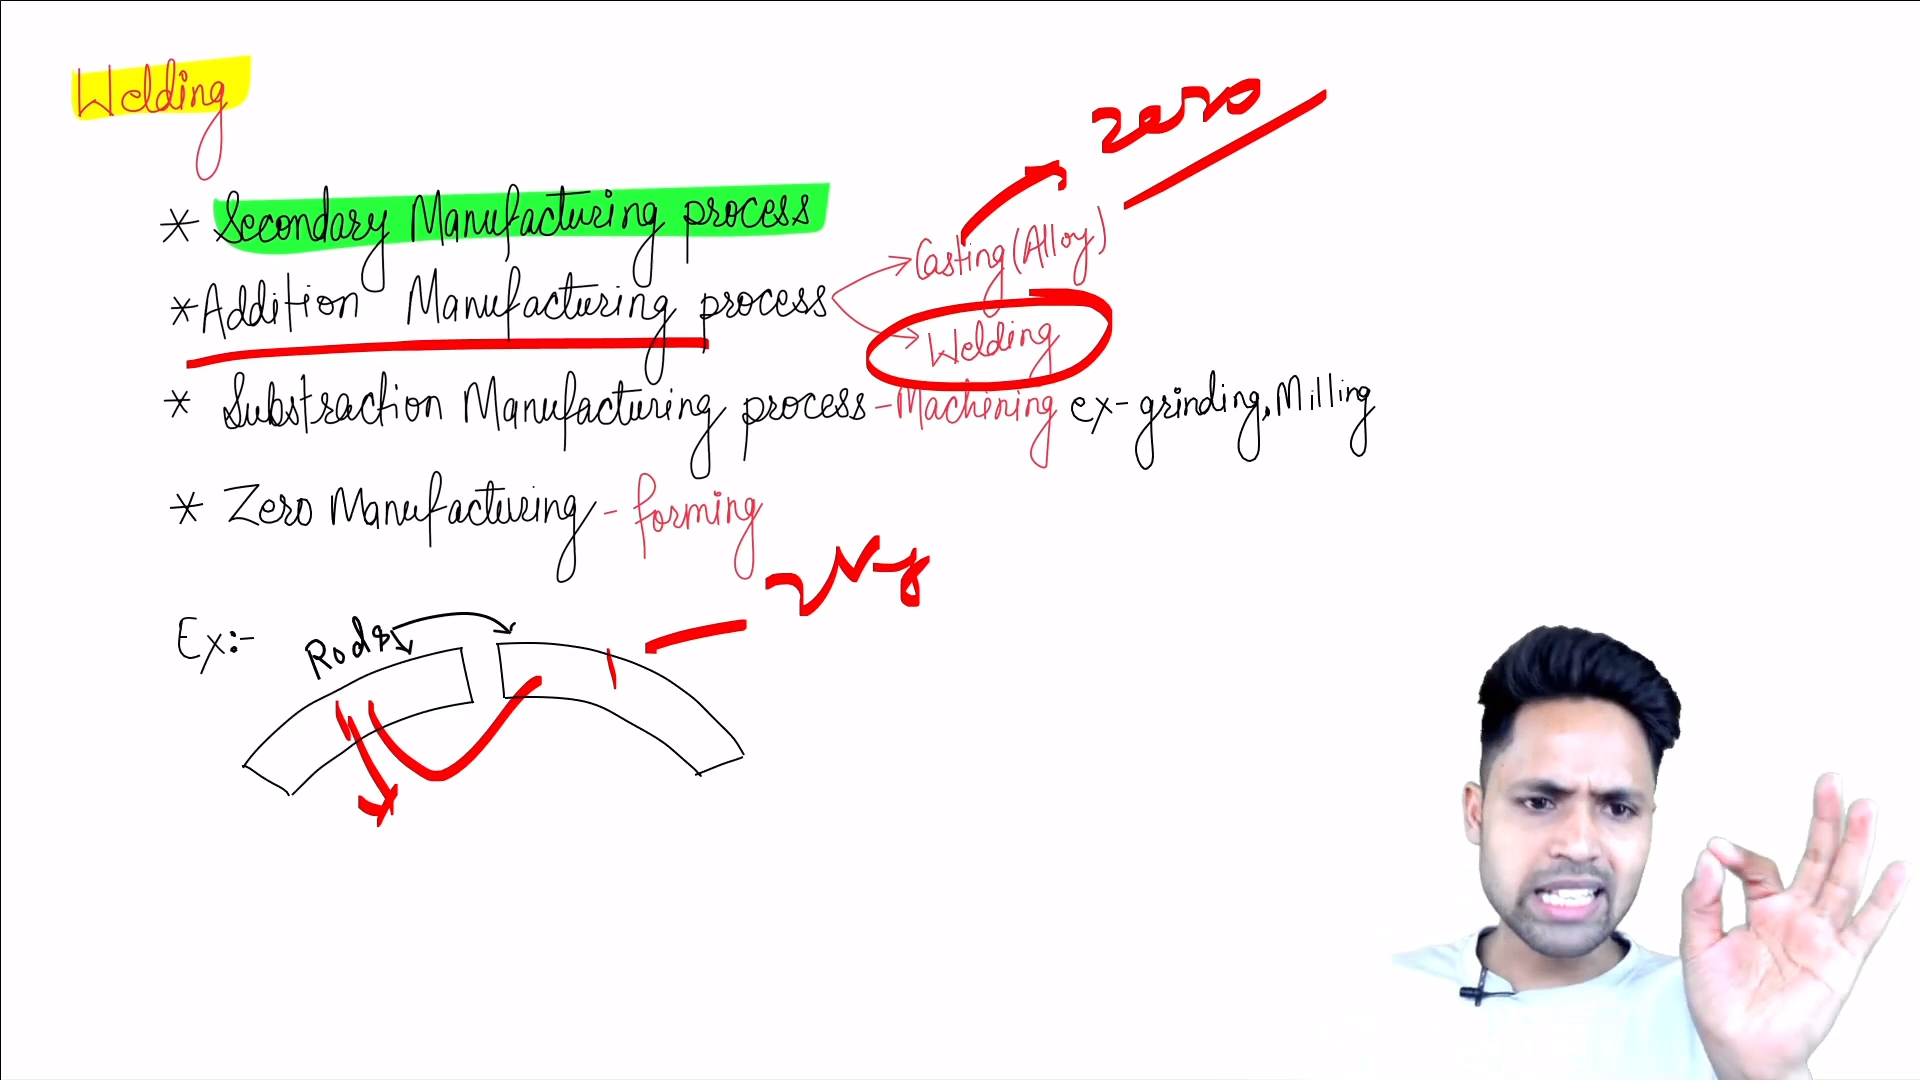 Welding
zero
* Secondary Manufacturing process
Casting (Alloy)
* Addition Manufacturing process
Welding
* Substraction Manufacturing process - Machining ex- grinding, Milling
* Zero Manufacturing - forming
Ex:- Rods